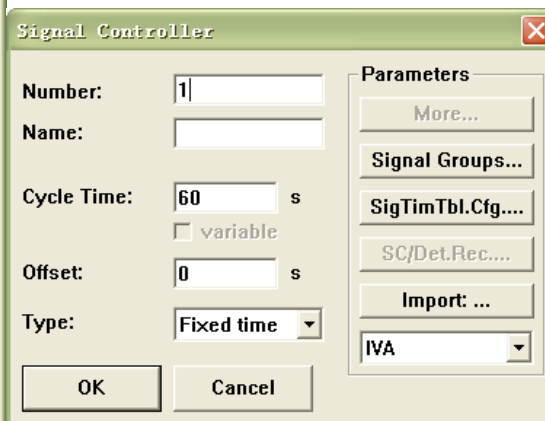 Signal Controller
Number: 1
Name:
Cycle Time: 60 s
variable
Offset: 0 s
Type: Fixed time
OK Cancel
Parameters
More...
Signal Groups...
SigTimTbl.Cfg....
SC/Det.Rec....
Import: ...
IVA